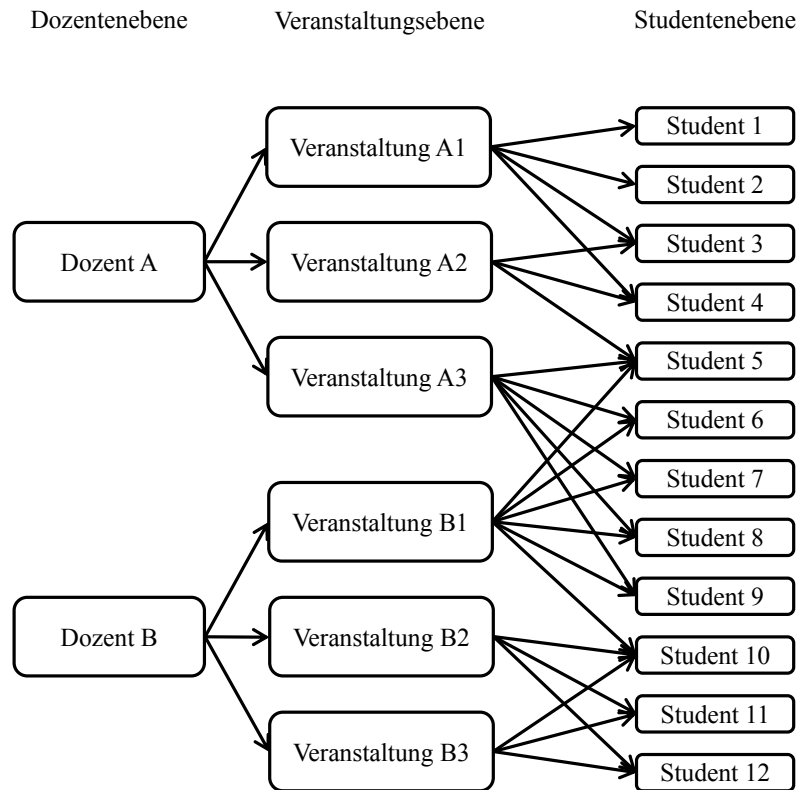 Dozentenebene
Veranstaltungsebene
Studentenebene
Dozent A
Dozent B
Veranstaltung A1
Veranstaltung A2
Veranstaltung A3
Veranstaltung B1
Veranstaltung B2
Veranstaltung B3
Student 1
Student 2
Student 3
Student 4
Student 5
Student 6
Student 7
Student 8
Student 9
Student 10
Student 11
Student 12